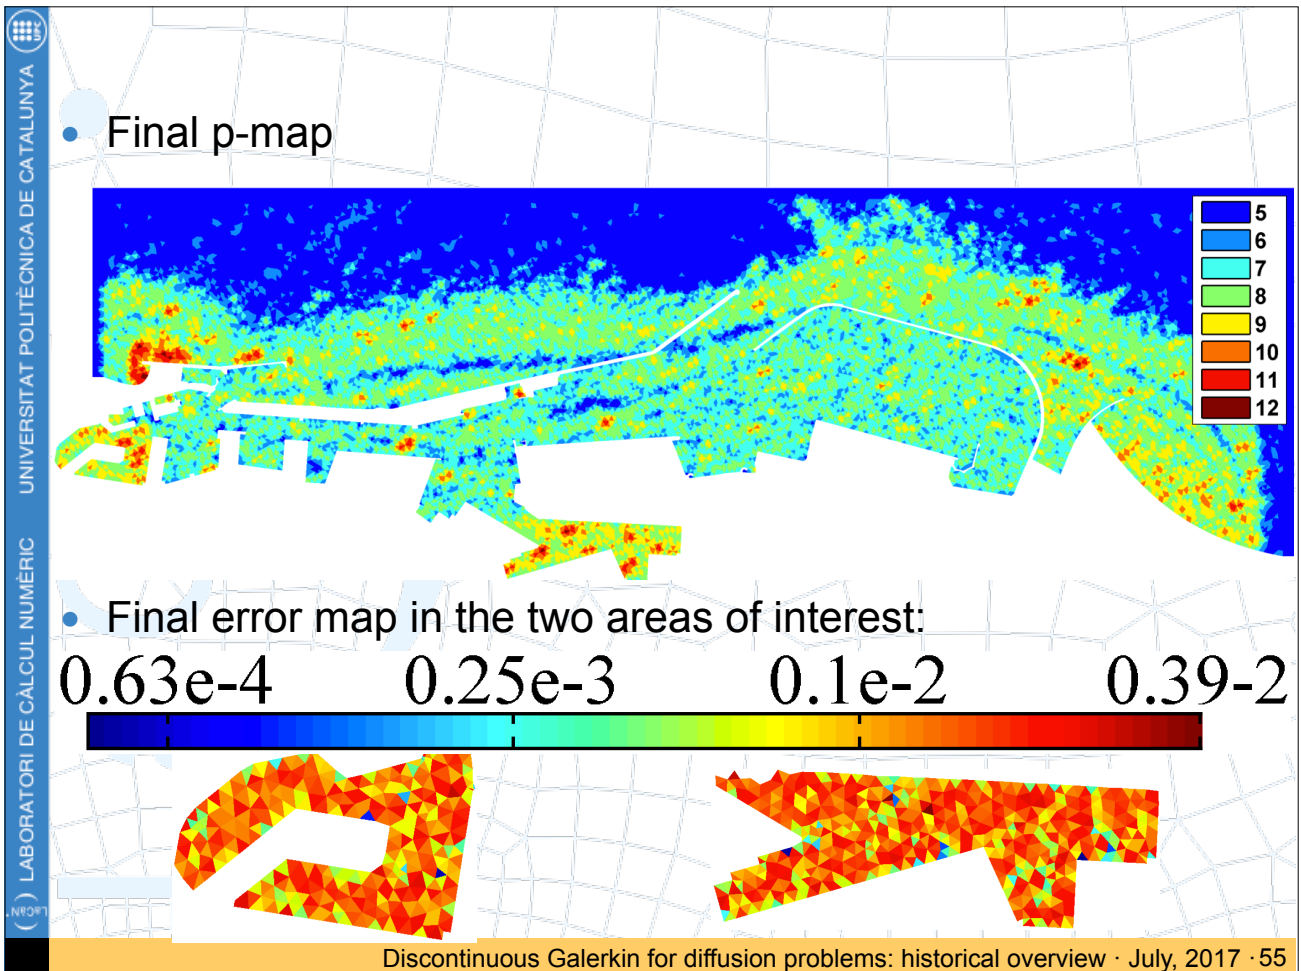 UPC
UNIVERSITAT POLITÈCNICA DE CATALUNYA
LABORATORI DE CÀLCUL NUMÈRIC
LaCàN
• Final p-map
5
6
7
8
9
10
11
12
• Final error map in the two areas of interest:
0.63e-4 0.25e-3 0.1e-2 0.39-2
Discontinuous Galerkin for diffusion problems: historical overview · July, 2017 · 55